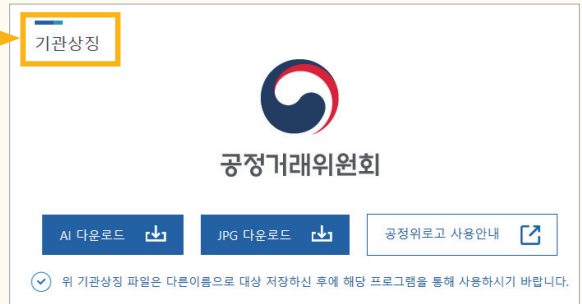 기관상징
공정거래위원회
AI 다운로드
JPG 다운로드
공정위로고 사용안내
위 기관상징 파일은 다른이름으로 대상 저장하신 후에 해당 프로그램을 통해 사용하시기 바랍니다.